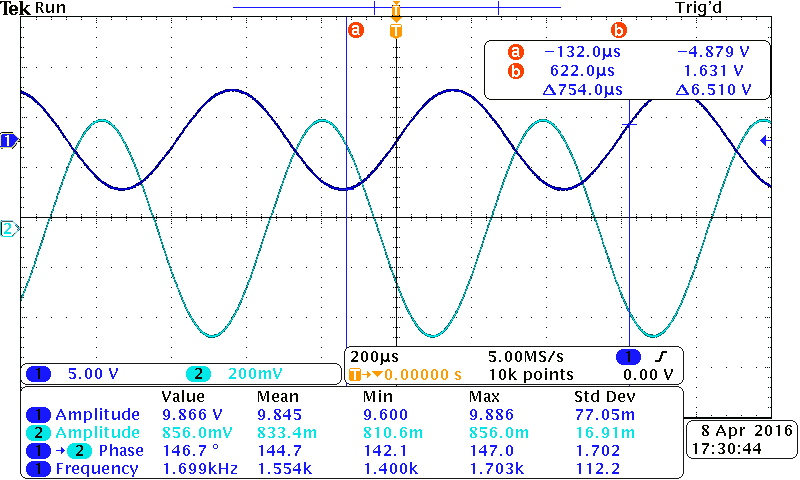 Tek Run Trig'd
T
a T b
a −132.0µs −4.879 V
b 622.0µs 1.631 V
Δ754.0µs Δ6.510 V
1
2
200µs 5.00MS/s 1
1 5.00 V 2 200mV T→▼0.00000 s 10k points 0.00 V
Value Mean Min Max Std Dev
1 Amplitude 9.866 V 9.845 9.600 9.886 77.05m
2 Amplitude 856.0mV 833.4m 810.6m 856.0m 16.91m
1 → 2 Phase 146.7 ° 144.7 142.1 147.0 1.702
1 Frequency 1.699kHz 1.554k 1.400k 1.703k 112.2
8 Apr 2016
17:30:44